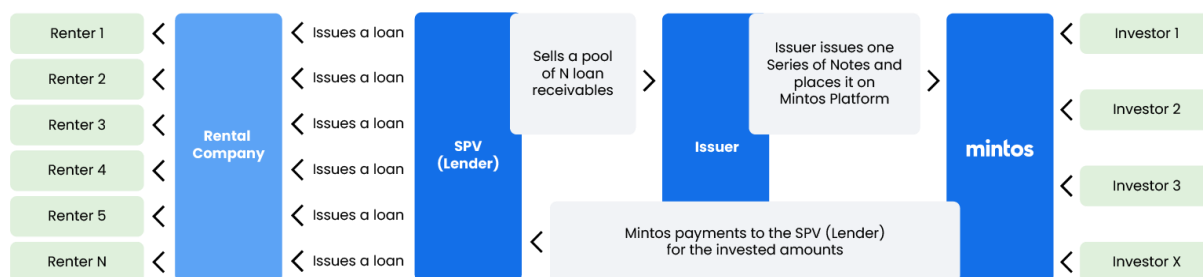 Renter 1
Renter 2
Renter 3
Renter 4
Renter 5
Renter N
Rental
Company
Issues a loan
Issues a loan
Issues a loan
Issues a loan
Issues a loan
Issues a loan
SPV
(Lender)
Sells a pool
of N loan
receivables
Issuer
Issuer issues one
Series of Notes and
places it on
Mintos Platform
mintos
Mintos payments to the SPV (Lender)
for the invested amounts
Investor 1
Investor 2
Investor 3
Investor X